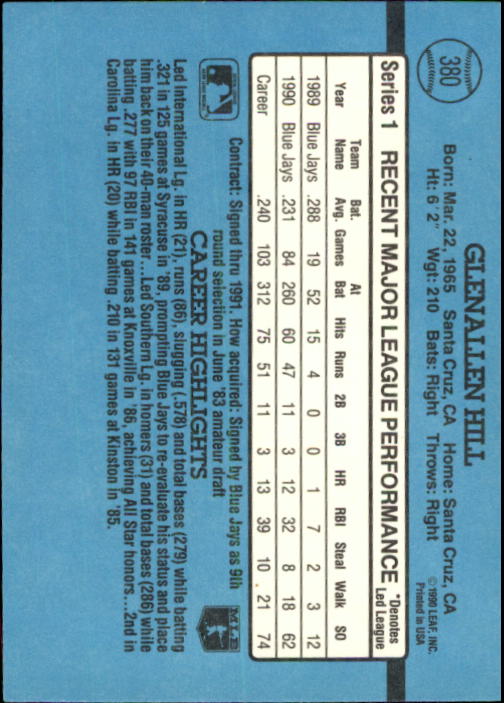 380
GLENALLEN HILL
Born: Mar. 22, 1965 Santa Cruz, CA Home: Santa Cruz, CA
Ht: 6' 2" Wgt: 210 Bats: Right Throws: Right
© 1990 LEAF, INC.
Printed in USA
Series 1 RECENT MAJOR LEAGUE PERFORMANCE *Denotes Led League
Year Team Name Bat. Avg. Games At Bat Hits Runs 2B 3B HR RBI Steal Walk SO
1989 Blue Jays .288 19 52 15 4 0 0 1 7 2 3 12
1990 Blue Jays .231 84 260 60 47 11 3 12 32 8 18 62
Career .240 103 312 75 51 11 3 13 39 10 21 74
Contract: Signed thru 1991. How acquired: Signed by Blue Jays as 9th
round selection in June '83 amateur draft
CAREER HIGHLIGHTS
MLB
Led International Lg. in HR (21), runs (86), slugging (.578) and total bases (279) while batting
.321 in 125 games at Syracuse in '89, prompting Blue Jays to re-evaluate his status and place
him back on their 40-man roster...Led Southern Lg. in homers (31) and total bases (286) while
batting .277 with 97 RBI in 141 games at Knoxville in '86, achieving All Star honors...2nd in
Carolina Lg. in HR (20) while batting .210 in 131 games at Kinston in '85.